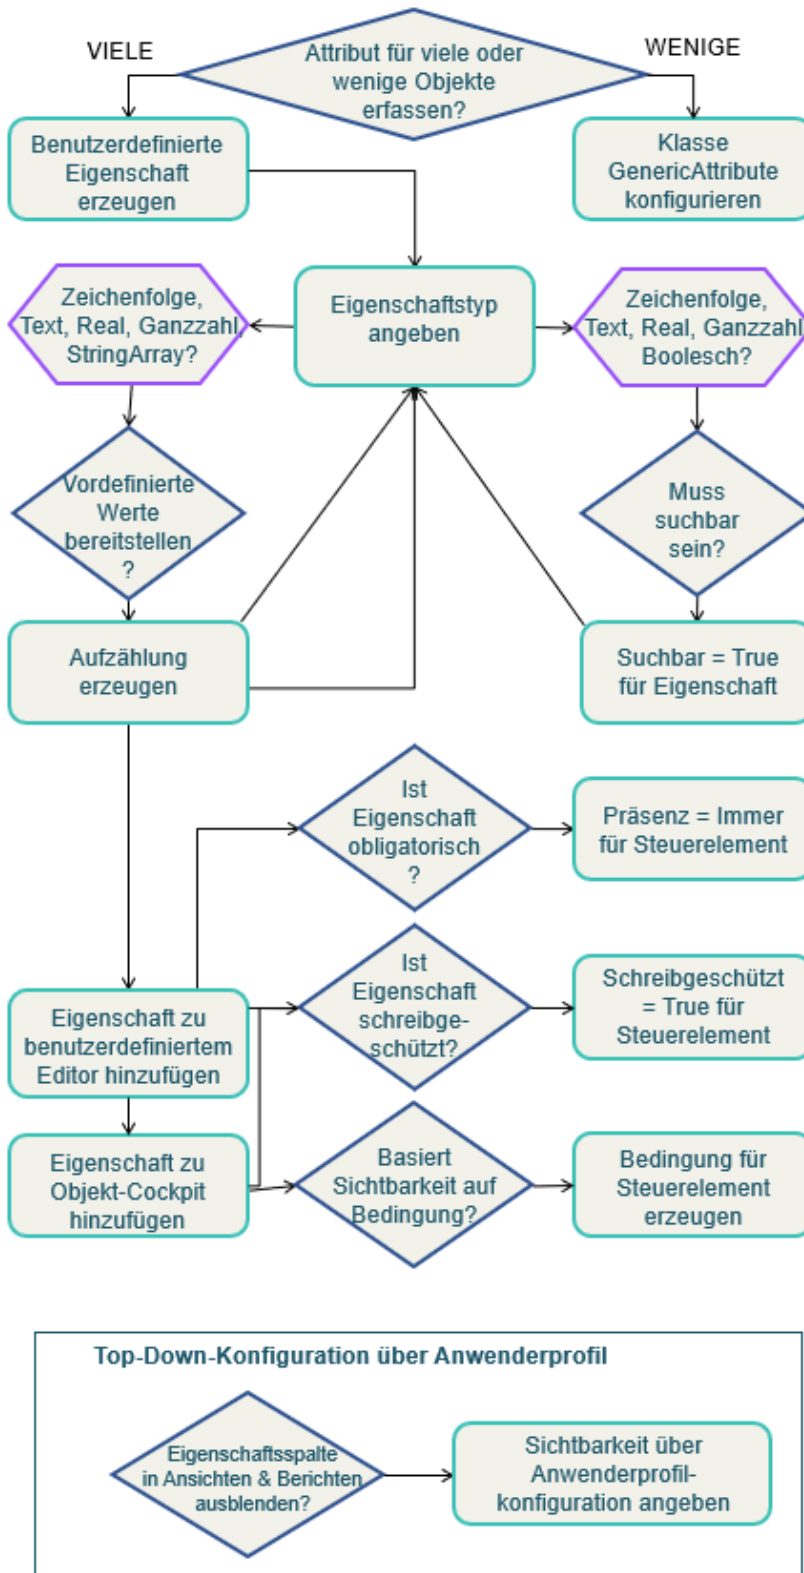 VIELE
Attribut für viele oder
wenige Objekte
erfassen?
WENIGE
Benutzerdefinierte
Eigenschaft
erzeugen
Klasse
GenericAttribute
konfigurieren
Zeichenfolge,
Text, Real, Ganzzahl,
StringArray?
Eigenschaftstyp
angeben
Zeichenfolge,
Text, Real, Ganzzahl
Boolesch?
Vordefinierte
Werte
bereitstellen
?
Muss
suchbar
sein?
Aufzählung
erzeugen
Suchbar = True
für Eigenschaft
Ist
Eigenschaft
obligatorisch
?
Präsenz = Immer
für Steuerelement
Eigenschaft zu
benutzerdefiniertem
Editor hinzufügen
Ist
Eigenschaft
schreibge-
schützt?
Schreibgeschützt
= True für
Steuerelement
Eigenschaft zu
Objekt-Cockpit
hinzufügen
Basiert
Sichtbarkeit auf
Bedingung?
Bedingung für
Steuerelement
erzeugen
Top-Down-Konfiguration über Anwenderprofil
Eigenschaftsspalte
in Ansichten & Berichten
ausblenden?
Sichtbarkeit über
Anwenderprofil-
konfiguration angeben